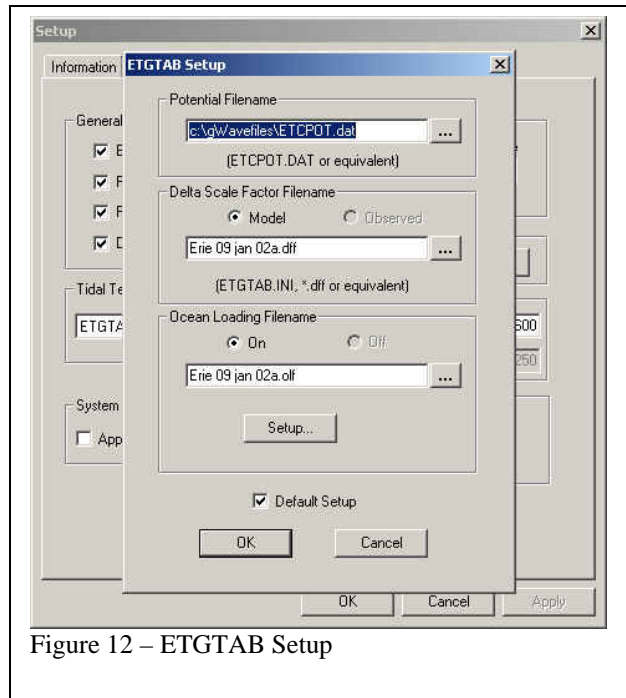 Setup
Information
ETGTAB Setup
Potential Filename
General
c:\gWavefiles\ETCPOT.dat
...
(ETCPOT.DAT or equivalent)
Delta Scale Factor Filename
Model
Observed
Erie 09 jan 02a.dff
...
(ETGTAB.INI, *.dff or equivalent)
Tidal Te
Ocean Loading Filename
ETGTA
On
Off
600
250
Erie 09 jan 02a.olf
...
System
Setup...
App
Default Setup
OK
Cancel
OK
Cancel
Apply
Figure 12 – ETGTAB Setup